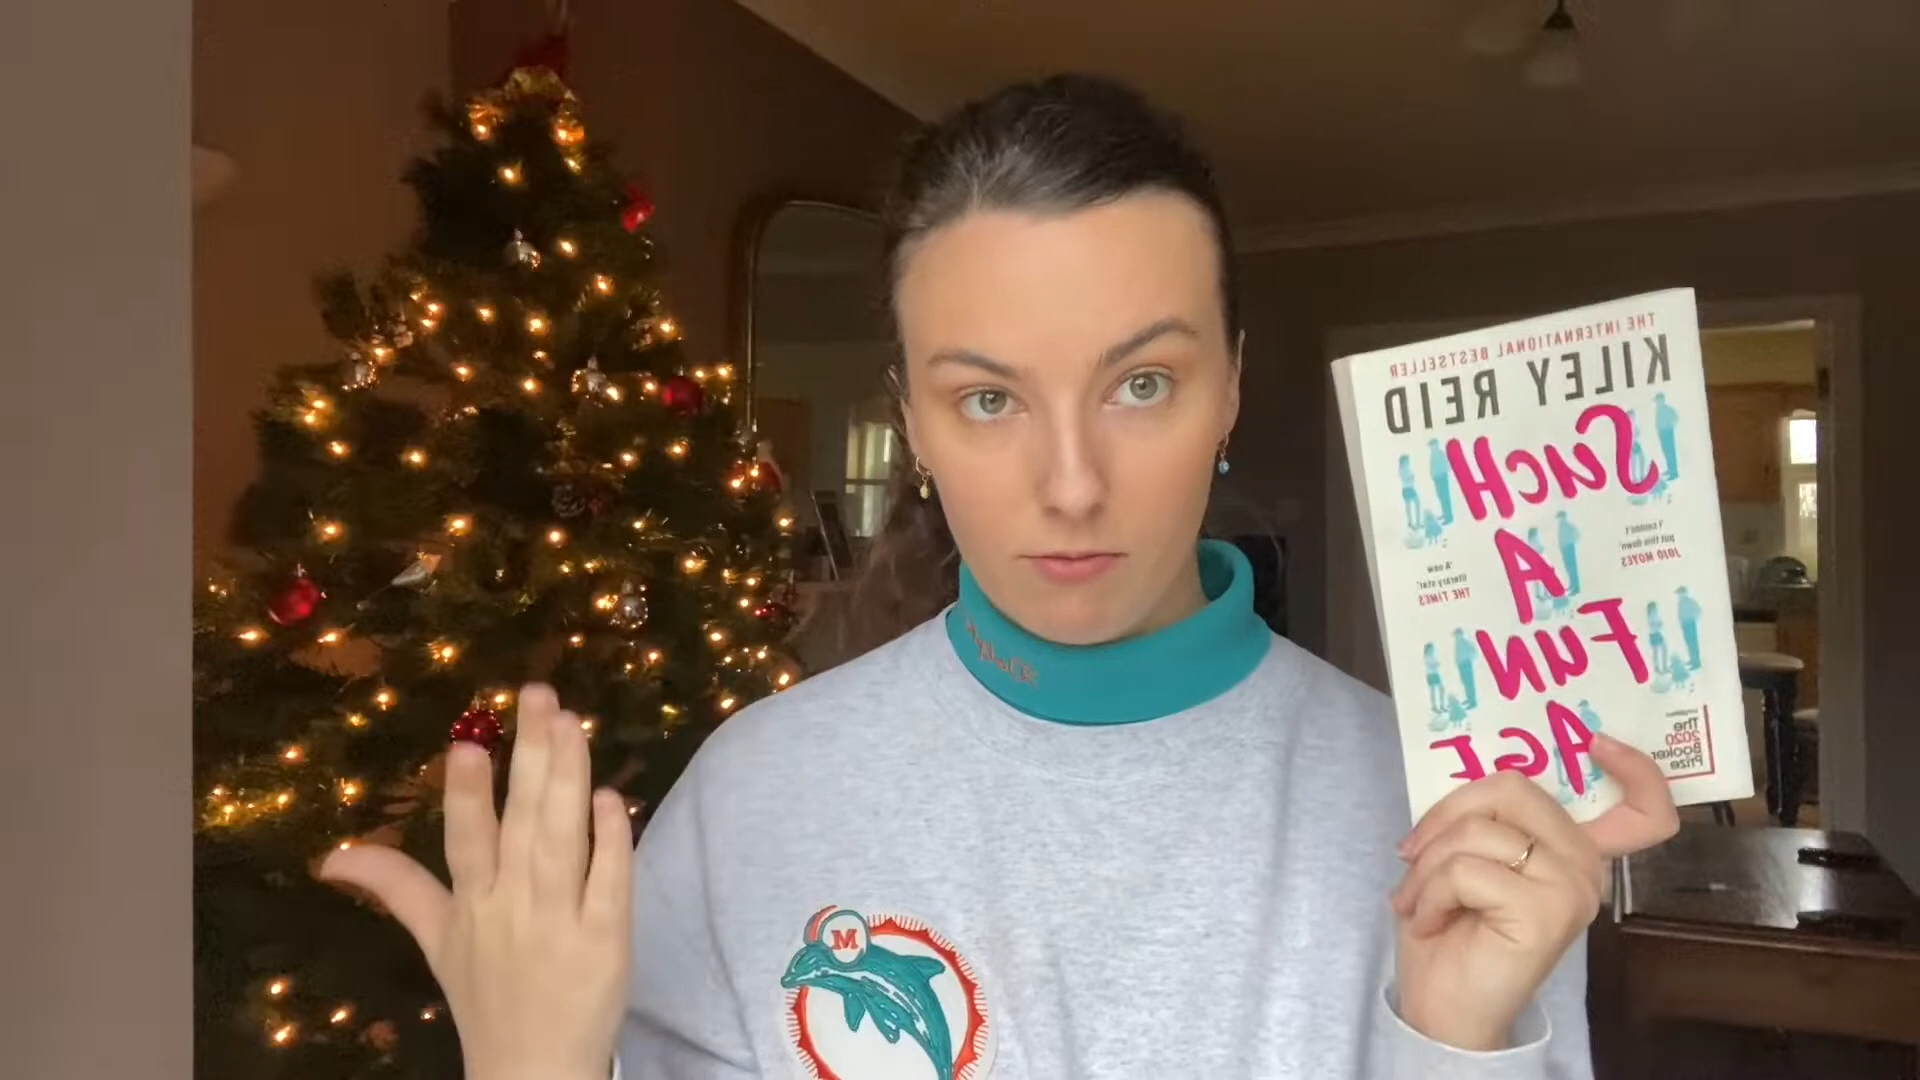 THE INTERNATIONAL BESTSELLER
KILEY REID
SUCH
A
FUN
AGE
'I couldn't
put this down'
JOJO MOYES
'A new
literary star'
THE TIMES
The
2020
Booker
Prize
M